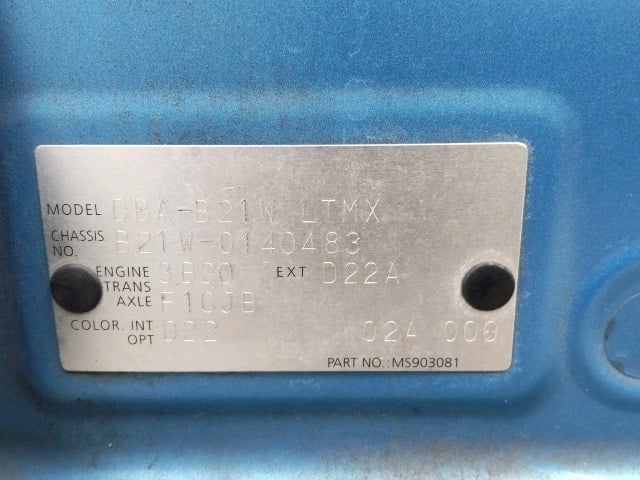 MODEL DBA-B21W LTMX
CHASSIS NO. B21W-0140483
ENGINE 3B20 EXT D22A
TRANS AXLE F1CJB
COLOR. INT D22 02A 000
OPT
PART NO.:MS903081